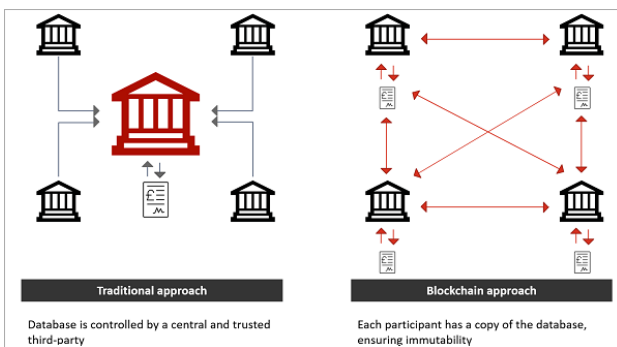 £
£
£
£
£
Traditional approach
Blockchain approach
Database is controlled by a central and trusted
third-party
Each participant has a copy of the database,
ensuring immutability